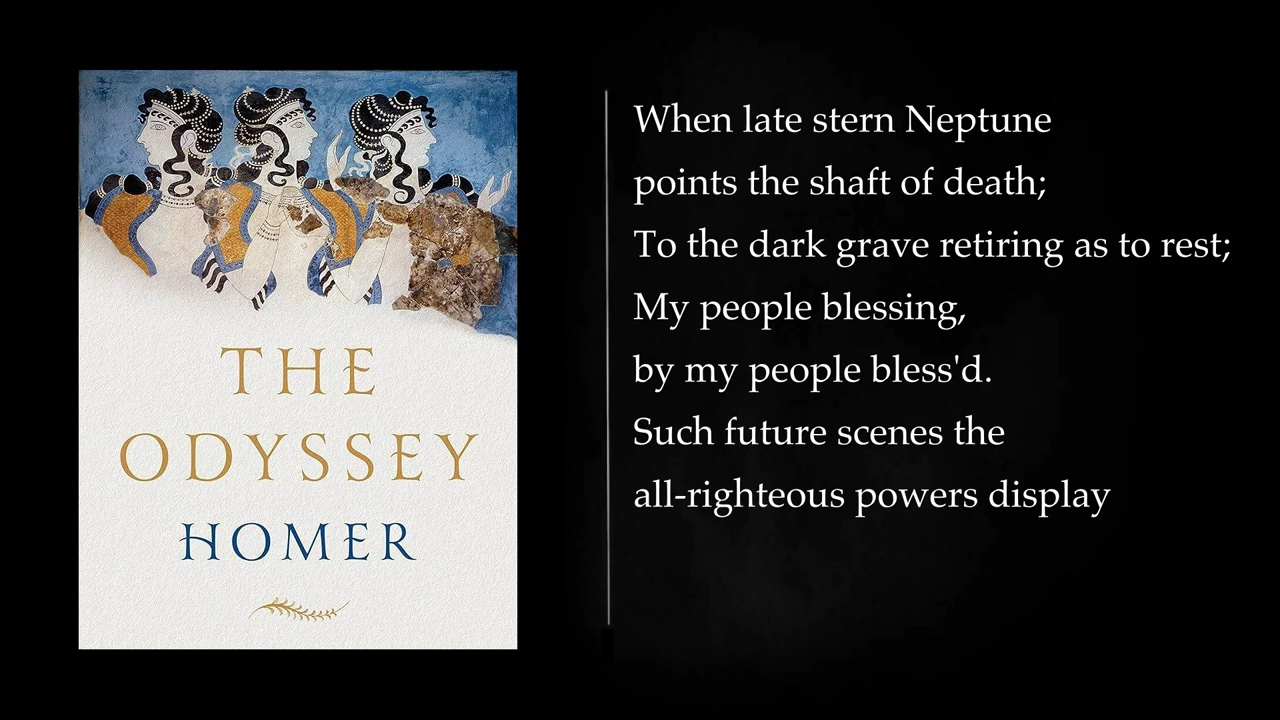 THE
ODYSSEY
HOMER
When late stern Neptune
points the shaft of death;
To the dark grave retiring as to rest;
My people blessing,
by my people bless'd.
Such future scenes the
all-righteous powers display